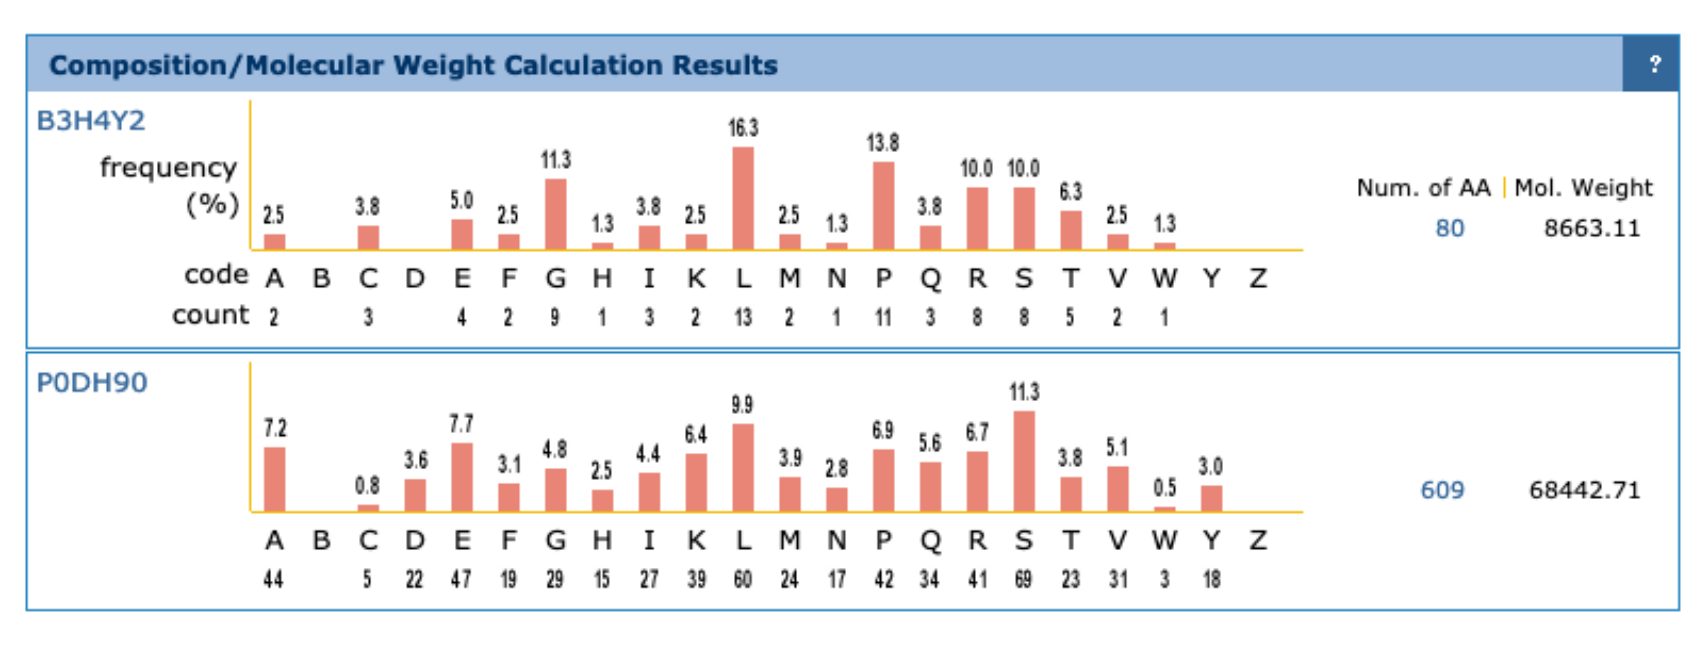 Composition/Molecular Weight Calculation Results ?
B3H4Y2
frequency (%)
2.5 3.8 5.0 2.5 11.3 1.3 3.8 2.5 16.3 2.5 1.3 13.8 3.8 10.0 10.0 6.3 2.5 1.3
Num. of AA | Mol. Weight
80 8663.11
code A B C D E F G H I K L M N P Q R S T V W Y Z
count 2 3 4 2 9 1 3 2 13 2 1 11 3 8 8 5 2 1
P0DH90
7.2 0.8 3.6 7.7 3.1 4.8 2.5 4.4 6.4 9.9 3.9 2.8 6.9 5.6 6.7 11.3 3.8 5.1 0.5 3.0
609 68442.71
A B C D E F G H I K L M N P Q R S T V W Y Z
44 5 22 47 19 29 15 27 39 60 24 17 42 34 41 69 23 31 3 18